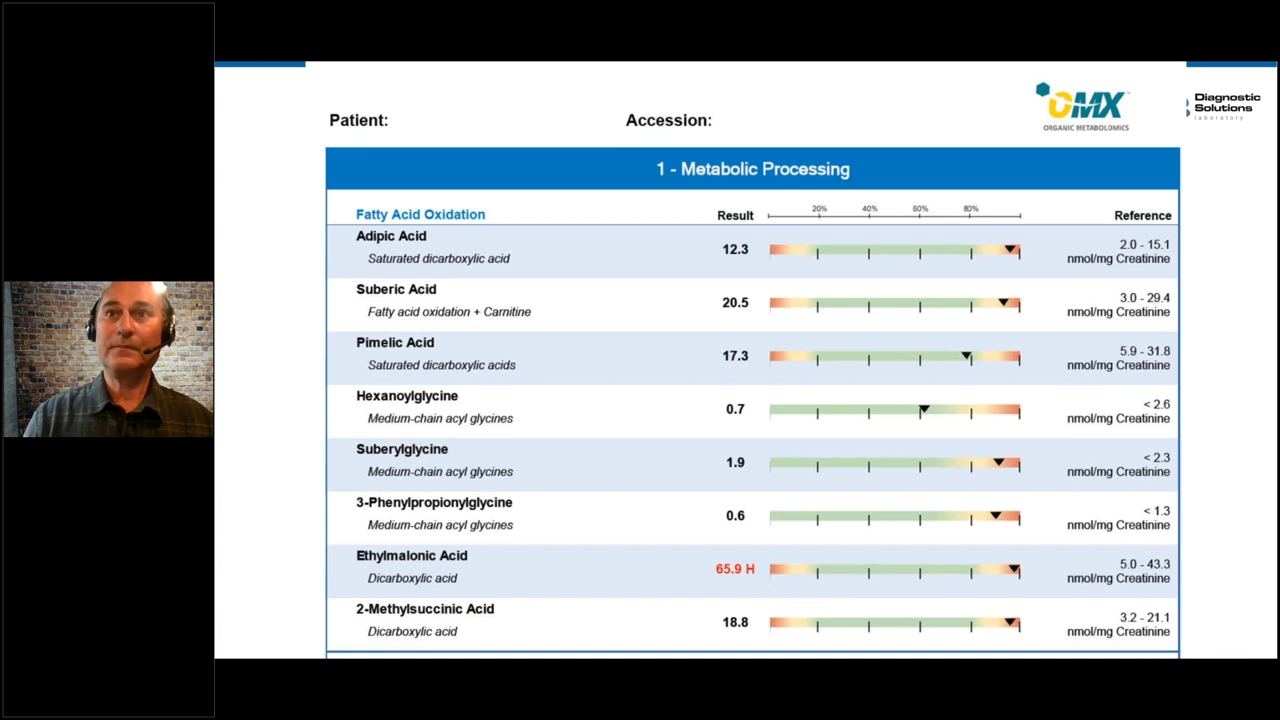 OMX
ORGANIC METABOLOMICS
Diagnostic
Solutions
laboratory
Patient:
Accession:
1 - Metabolic Processing
Fatty Acid Oxidation Result 20% 40% 60% 80% Reference
Adipic Acid
Saturated dicarboxylic acid
12.3
2.0 - 15.1
nmol/mg Creatinine
Suberic Acid
Fatty acid oxidation + Carnitine
20.5
3.0 - 29.4
nmol/mg Creatinine
Pimelic Acid
Saturated dicarboxylic acids
17.3
5.9 - 31.8
nmol/mg Creatinine
Hexanoylglycine
Medium-chain acyl glycines
0.7
< 2.6
nmol/mg Creatinine
Suberylglycine
Medium-chain acyl glycines
1.9
< 2.3
nmol/mg Creatinine
3-Phenylpropionylglycine
Medium-chain acyl glycines
0.6
< 1.3
nmol/mg Creatinine
Ethylmalonic Acid
Dicarboxylic acid
65.9 H
5.0 - 43.3
nmol/mg Creatinine
2-Methylsuccinic Acid
Dicarboxylic acid
18.8
3.2 - 21.1
nmol/mg Creatinine